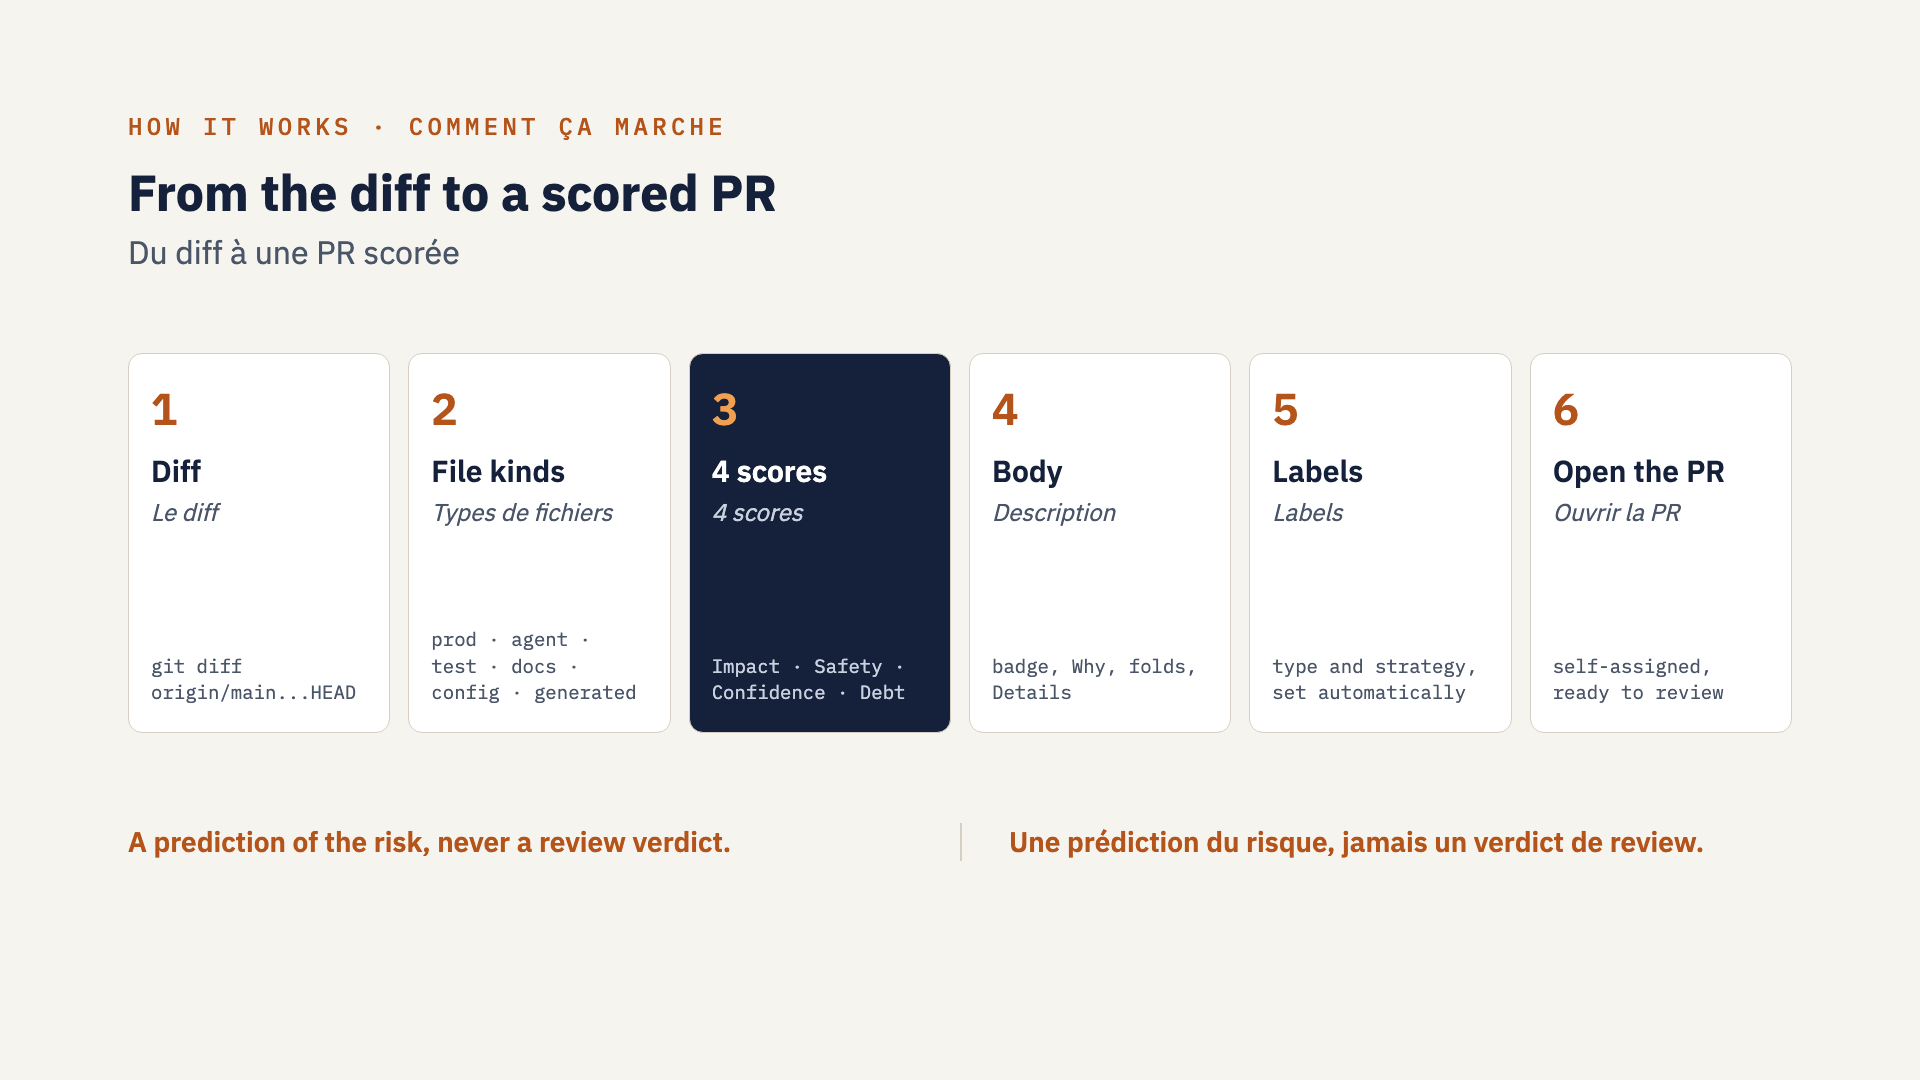 HOW IT WORKS · COMMENT ÇA MARCHE
From the diff to a scored PR
Du diff à une PR scorée
1
Diff
Le diff
git diff
origin/main...HEAD
2
File kinds
Types de fichiers
prod · agent ·
test · docs ·
config · generated
3
4 scores
4 scores
Impact · Safety ·
Confidence · Debt
4
Body
Description
badge, Why, folds,
Details
5
Labels
Labels
type and strategy,
set automatically
6
Open the PR
Ouvrir la PR
self-assigned,
ready to review
A prediction of the risk, never a review verdict.
Une prédiction du risque, jamais un verdict de review.